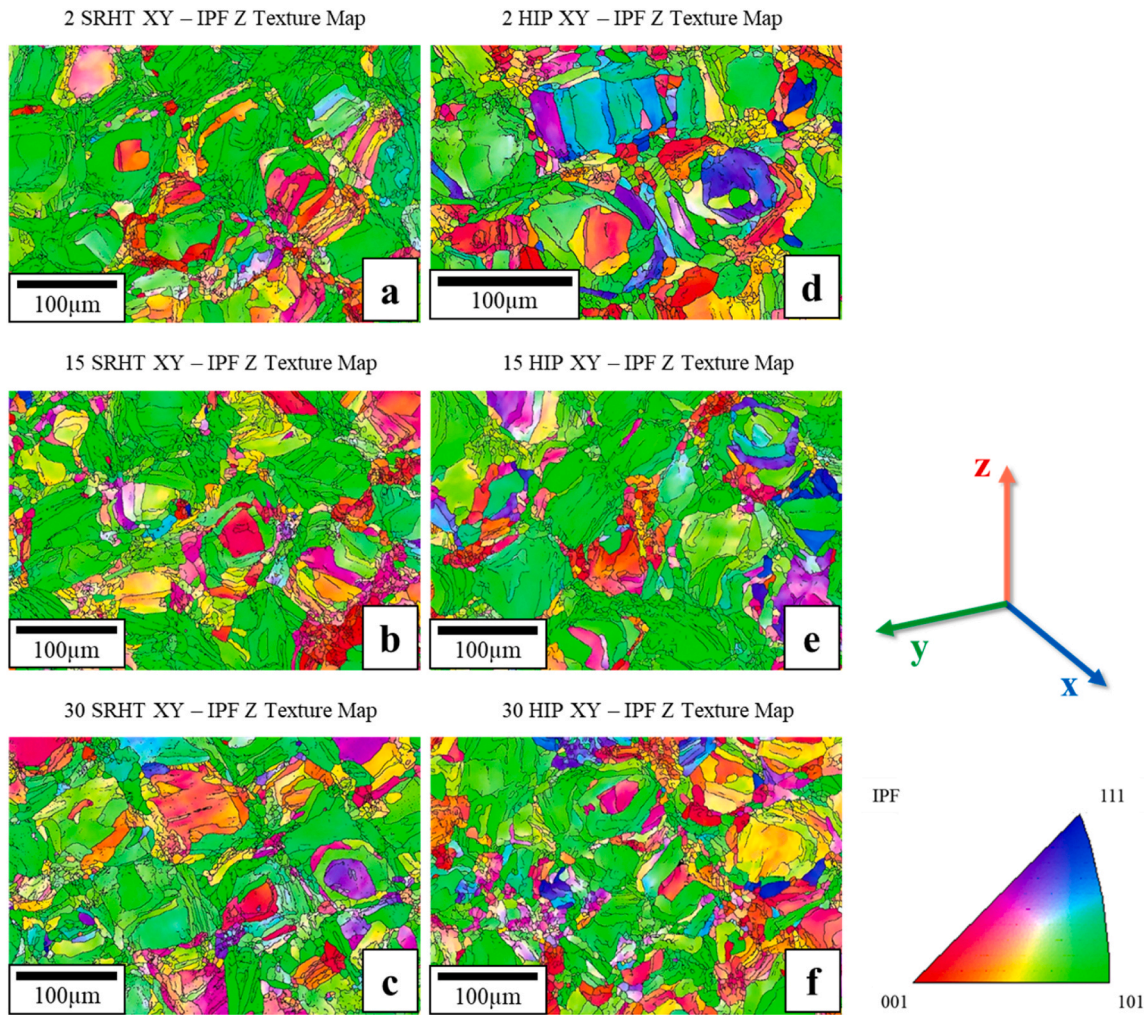 2 SRHT XY – IPF Z Texture Map
2 HIP XY – IPF Z Texture Map
100µm
a
100µm
d
15 SRHT XY – IPF Z Texture Map
15 HIP XY – IPF Z Texture Map
100µm
b
100µm
e
z
y
x
30 SRHT XY – IPF Z Texture Map
30 HIP XY – IPF Z Texture Map
100µm
c
100µm
f
IPF
111
001
101